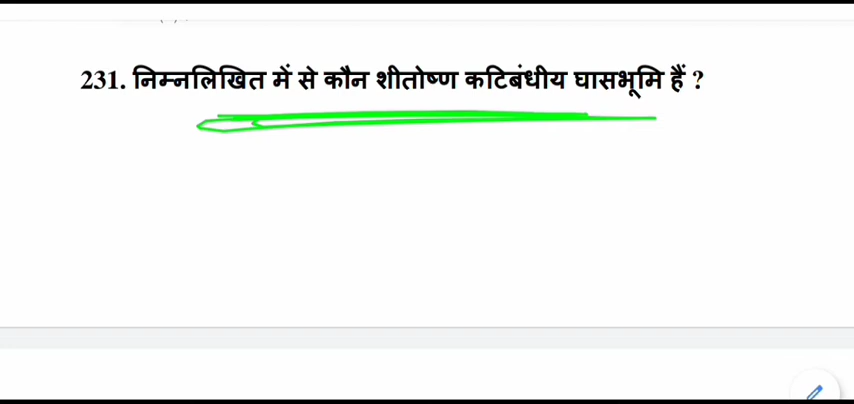 231. निम्नलिखित में से कौन शीतोष्ण कटिबंधीय घासभूमि हैं ?